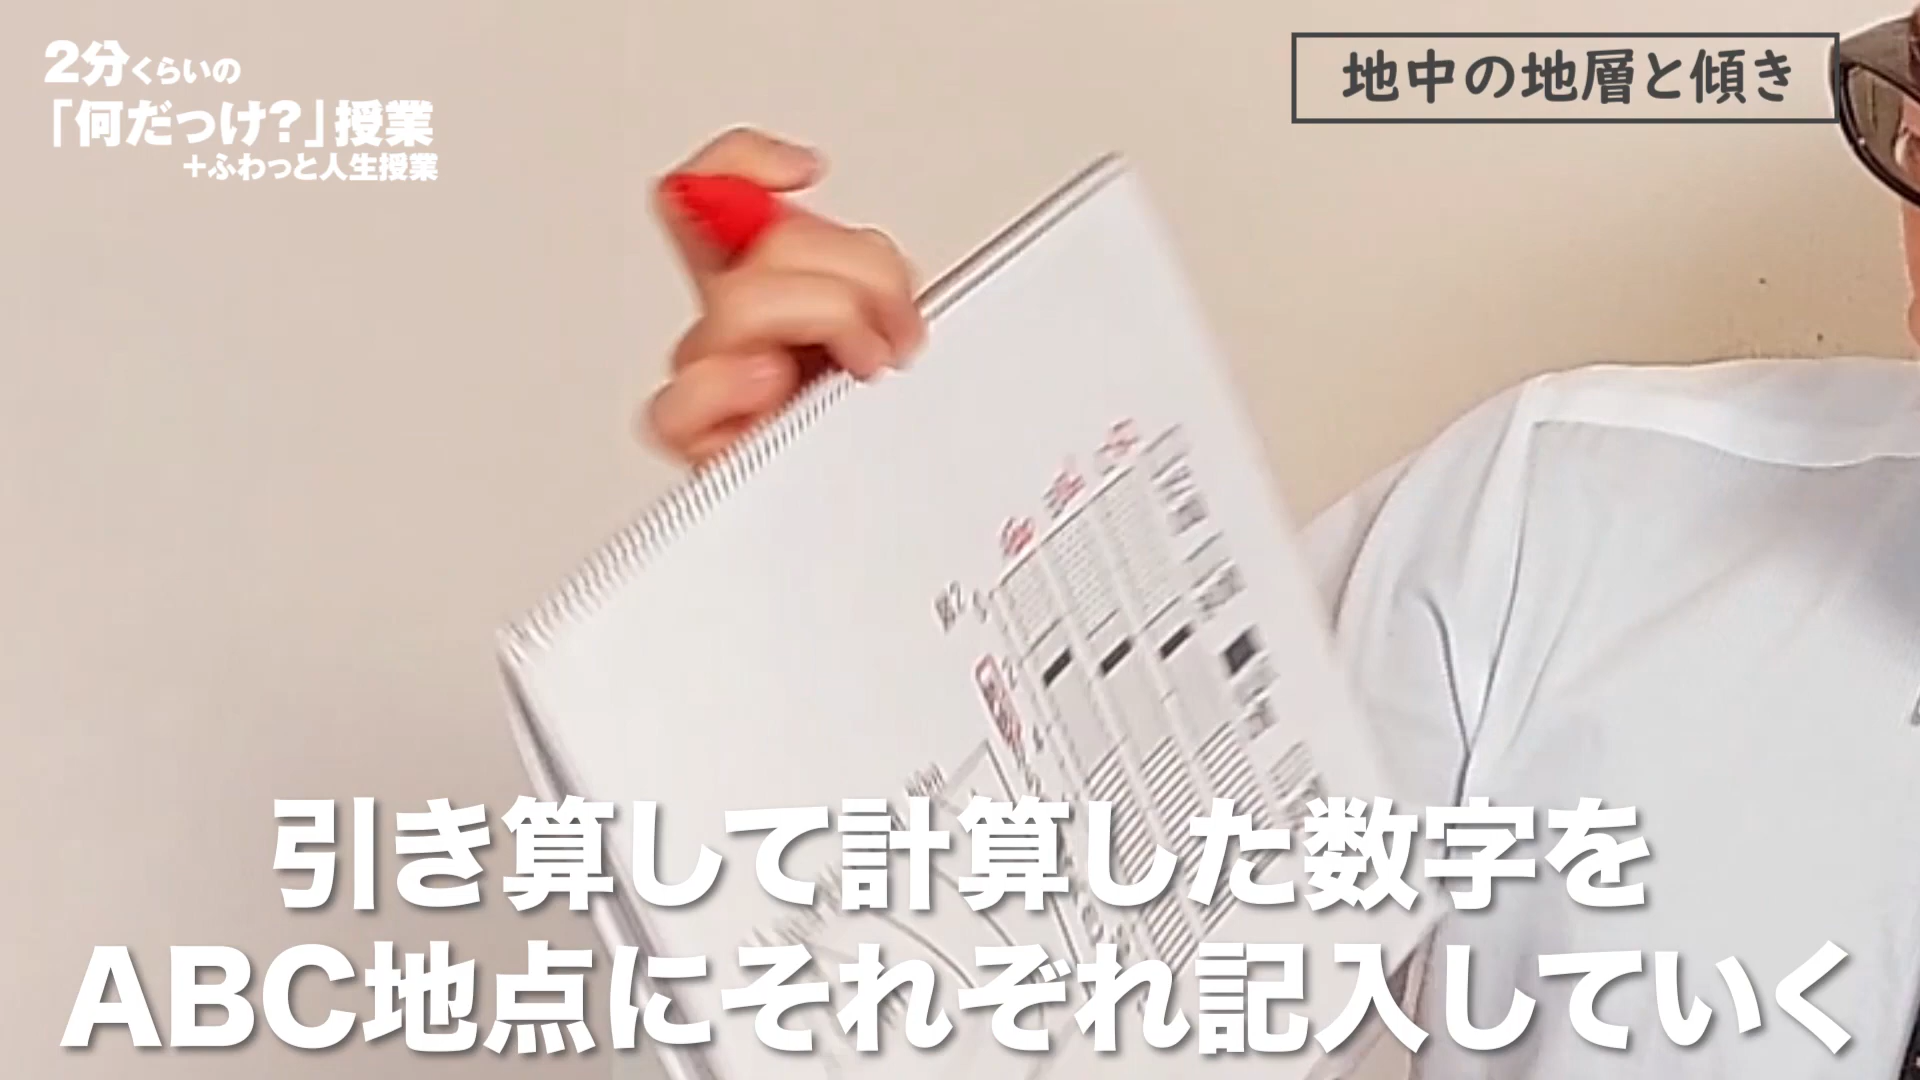 2分くらいの
「何だっけ?」授業
+ふわっと人生授業
地中の地層と傾き
図2
引き算して計算した数字を
ABC地点にそれぞれ記入していく